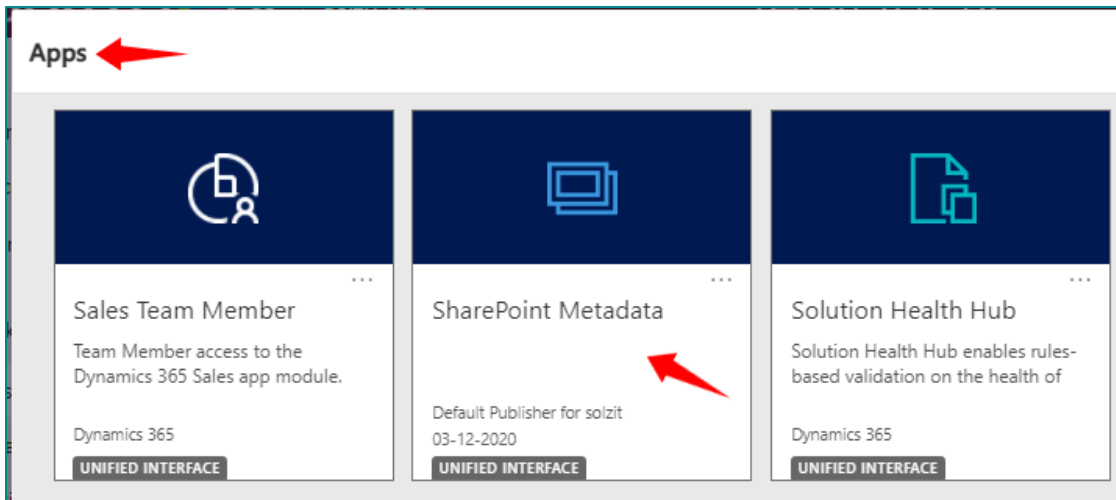 Apps
...
Sales Team Member
Team Member access to the
Dynamics 365 Sales app module.
Dynamics 365
UNIFIED INTERFACE
...
SharePoint Metadata
Default Publisher for solzit
03-12-2020
UNIFIED INTERFACE
...
Solution Health Hub
Solution Health Hub enables rules-
based validation on the health of
Dynamics 365
UNIFIED INTERFACE